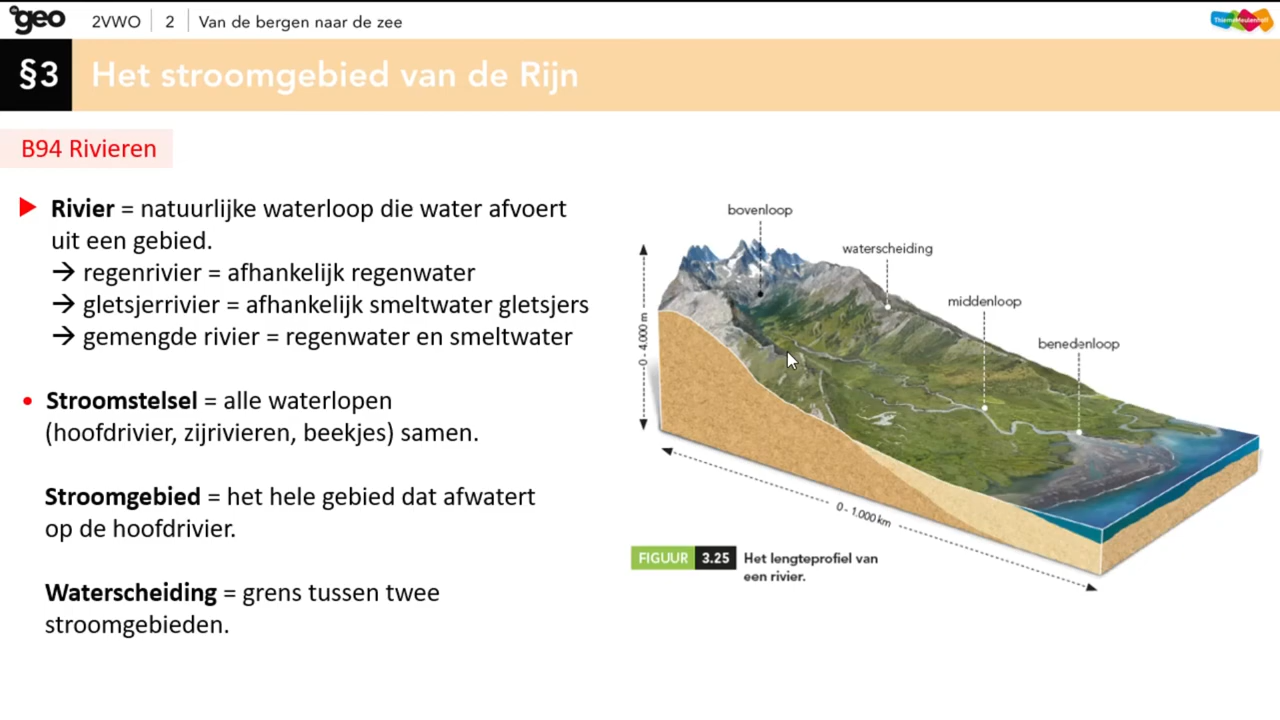 geo
2VWO
2
Van de bergen naar de zee
ThiemeMeulenhoff
§3
Het stroomgebied van de Rijn
B94 Rivieren
Rivier = natuurlijke waterloop die water afvoert
uit een gebied.
→ regenrivier = afhankelijk regenwater
→ gletsjerrivier = afhankelijk smeltwater gletsjers
→ gemengde rivier = regenwater en smeltwater
• Stroomstelsel = alle waterlopen
(hoofdrivier, zijrivieren, beekjes) samen.
Stroomgebied = het hele gebied dat afwatert
op de hoofdrivier.
Waterscheiding = grens tussen twee
stroomgebieden.
bovenloop
waterscheiding
middenloop
benedenloop
0 - 4.000 m
0 - 1.000 km
FIGUUR 3.25 Het lengteprofiel van
een rivier.